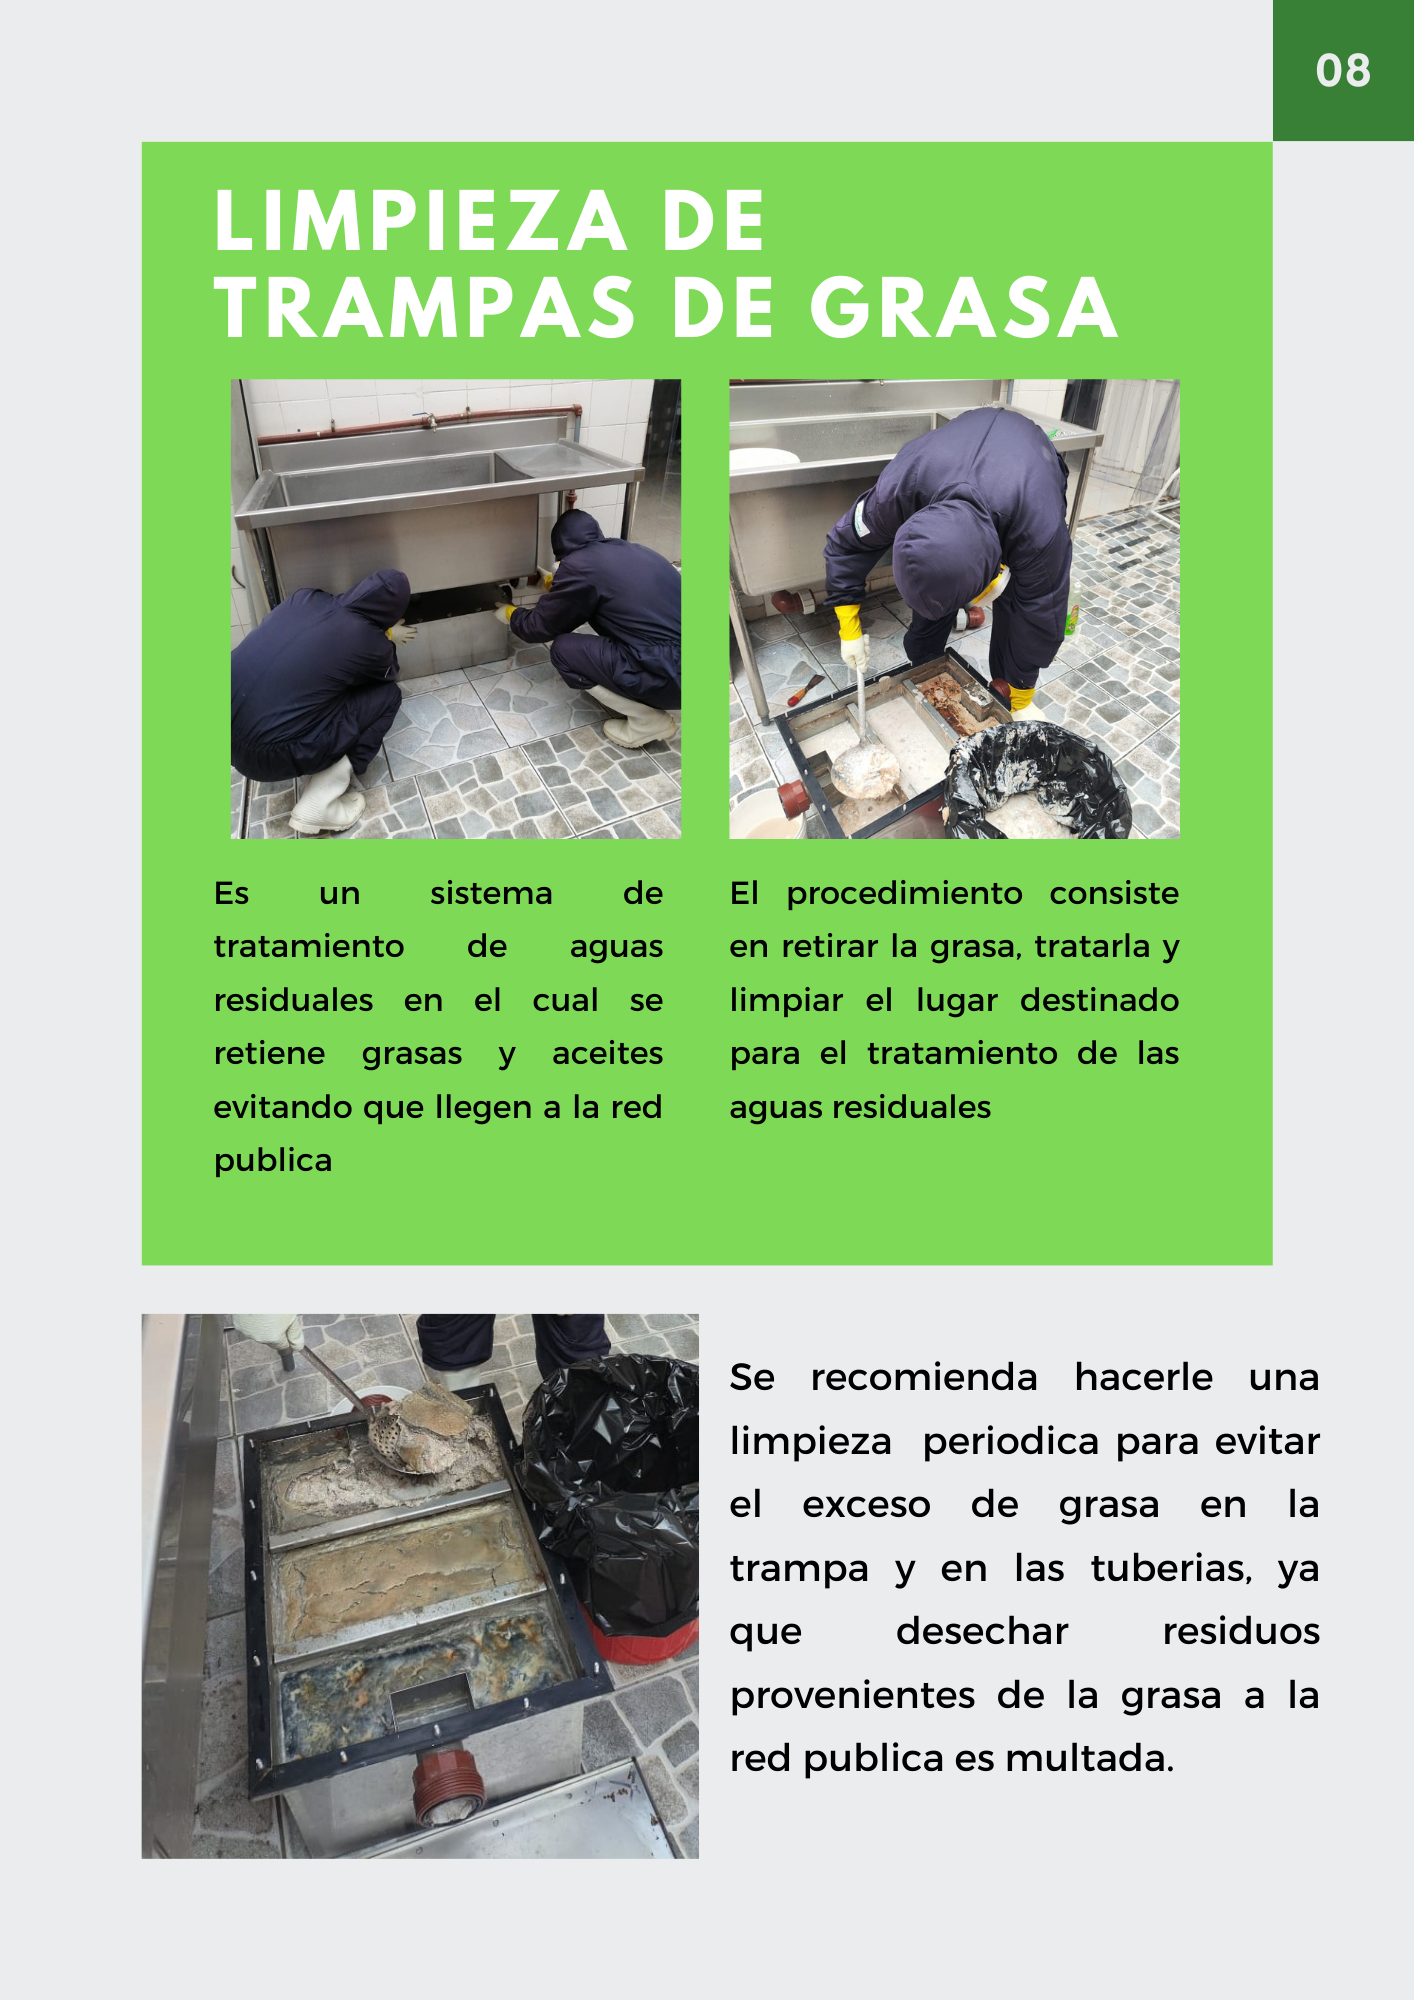 08
LIMPIEZA DE
TRAMPAS DE GRASA
Es un sistema de
tratamiento de aguas
residuales en el cual se
retiene grasas y aceites
evitando que llegen a la red
publica
El procedimiento consiste
en retirar la grasa, tratarla y
limpiar el lugar destinado
para el tratamiento de las
aguas residuales
Se recomienda hacerle una
limpieza periodica para evitar
el exceso de grasa en la
trampa y en las tuberias, ya
que desechar residuos
provenientes de la grasa a la
red publica es multada.